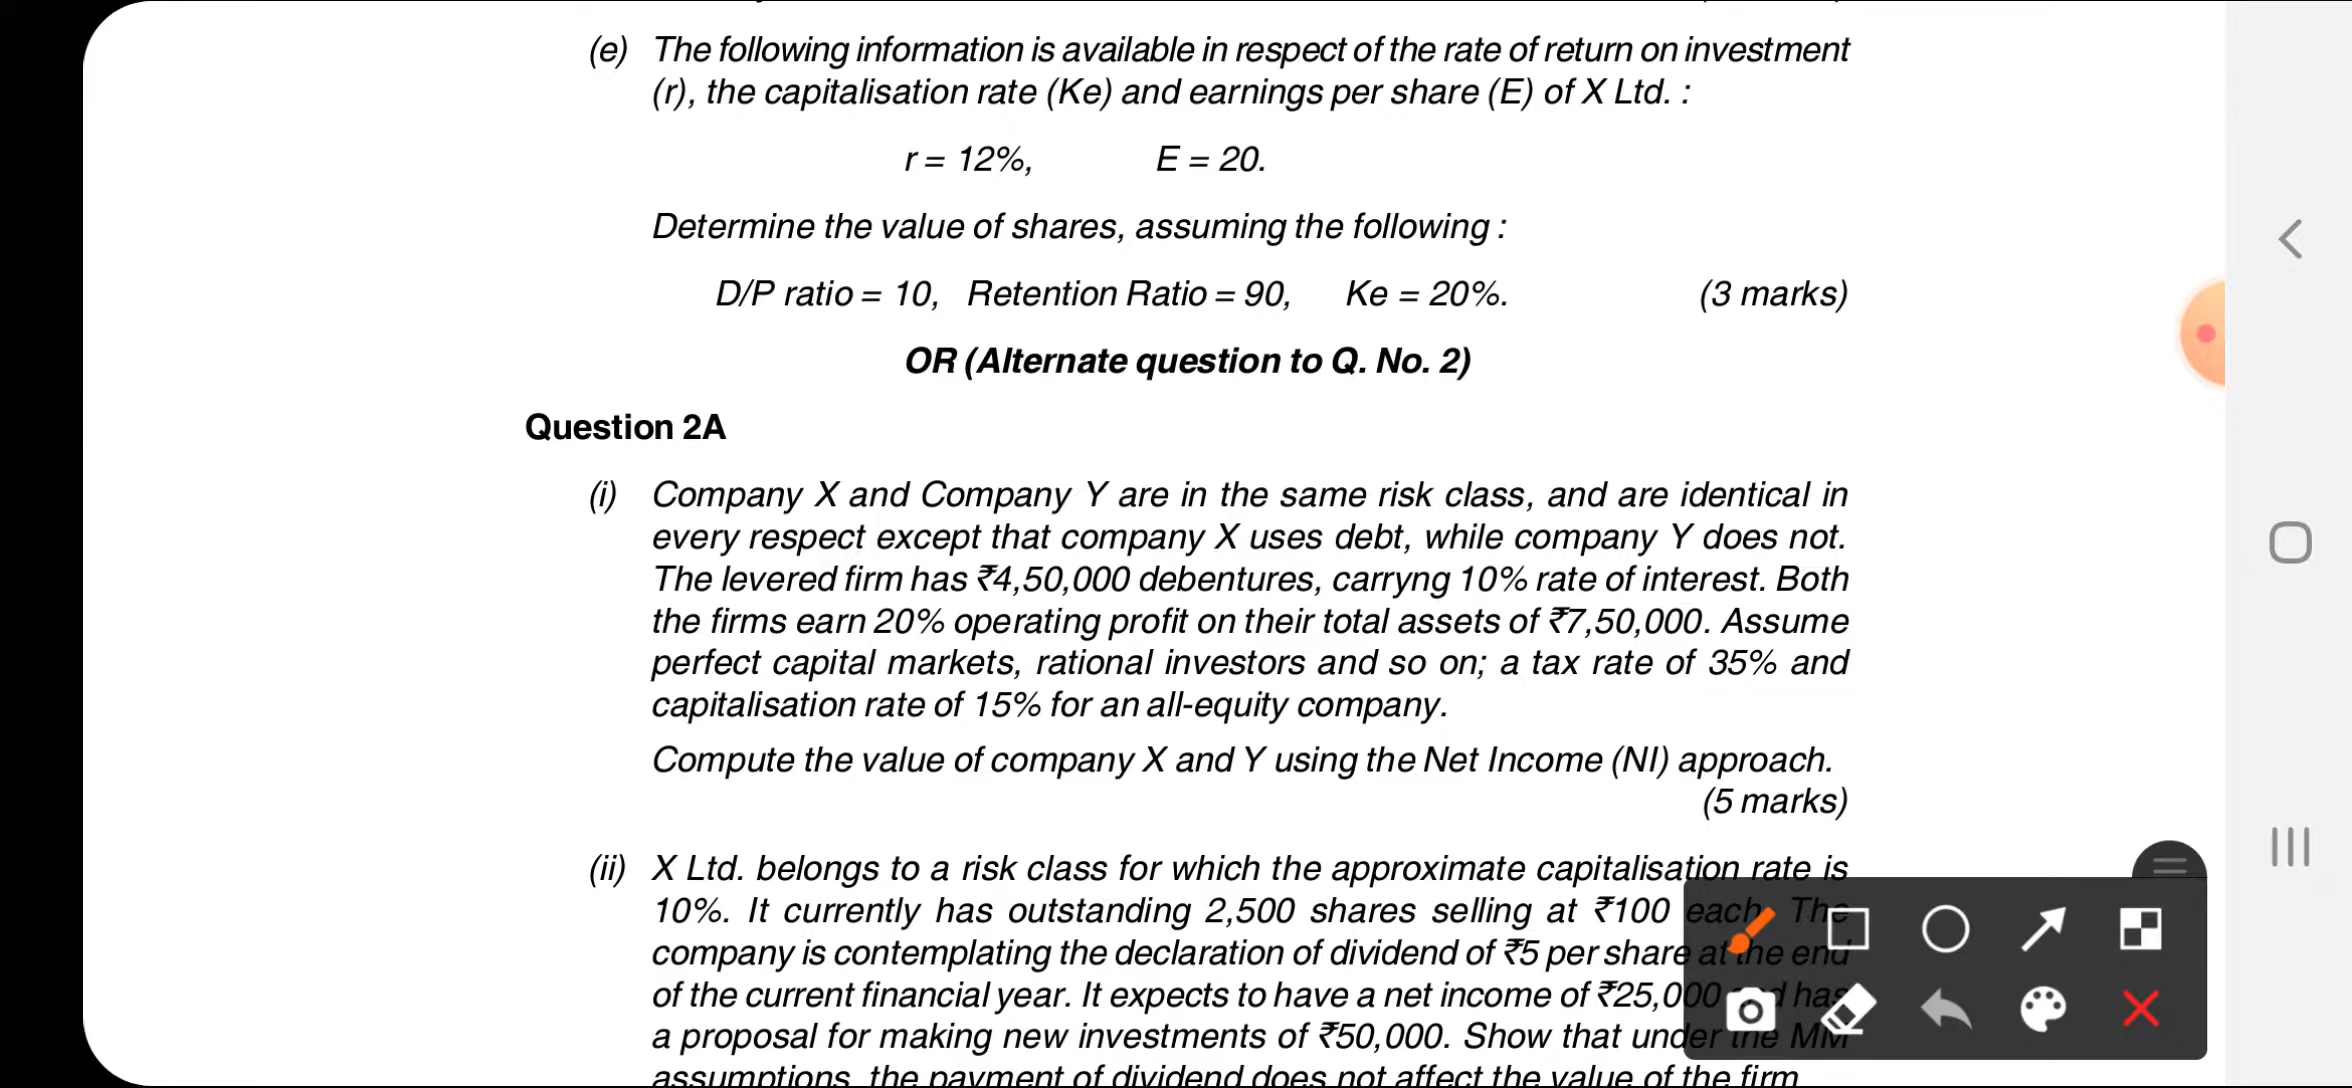 (e) The following information is available in respect of the rate of return on investment
(r), the capitalisation rate (Ke) and earnings per share (E) of X Ltd. :
r = 12%, E = 20.
Determine the value of shares, assuming the following :
D/P ratio = 10, Retention Ratio = 90, Ke = 20%. (3 marks)
OR (Alternate question to Q. No. 2)
Question 2A
(i) Company X and Company Y are in the same risk class, and are identical in
every respect except that company X uses debt, while company Y does not.
The levered firm has ₹4,50,000 debentures, carryng 10% rate of interest. Both
the firms earn 20% operating profit on their total assets of ₹7,50,000. Assume
perfect capital markets, rational investors and so on; a tax rate of 35% and
capitalisation rate of 15% for an all-equity company.
Compute the value of company X and Y using the Net Income (NI) approach.
(5 marks)
(ii) X Ltd. belongs to a risk class for which the approximate capitalisation rate is
10%. It currently has outstanding 2,500 shares selling at ₹100 each. The
company is contemplating the declaration of dividend of ₹5 per share at the end
of the current financial year. It expects to have a net income of ₹25,000 has
a proposal for making new investments of ₹50,000. Show that under the MM
assumptions, the payment of dividend does not affect the value of the firm